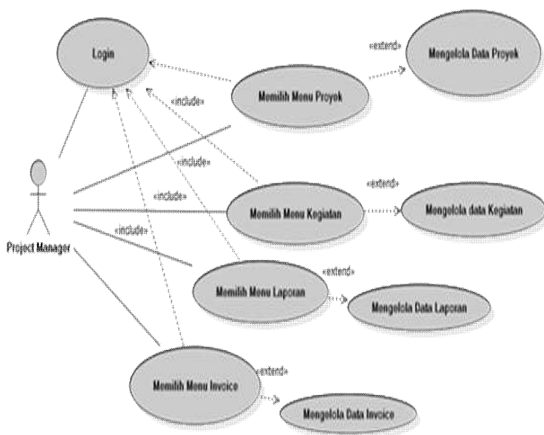 Login
«extend»
Mengelola Data Proyek
Memilih Menu Proyek
«include»
«include»
«extend»
Memilih Menu Kegiatan
Mengelola data Kegiatan
«include»
Project Manager
«include»
«extend»
Memilih Menu Laporan
Mengelola Data Laporan
«extend»
Memilih Menu Invoice
Mengelola Data Invoice